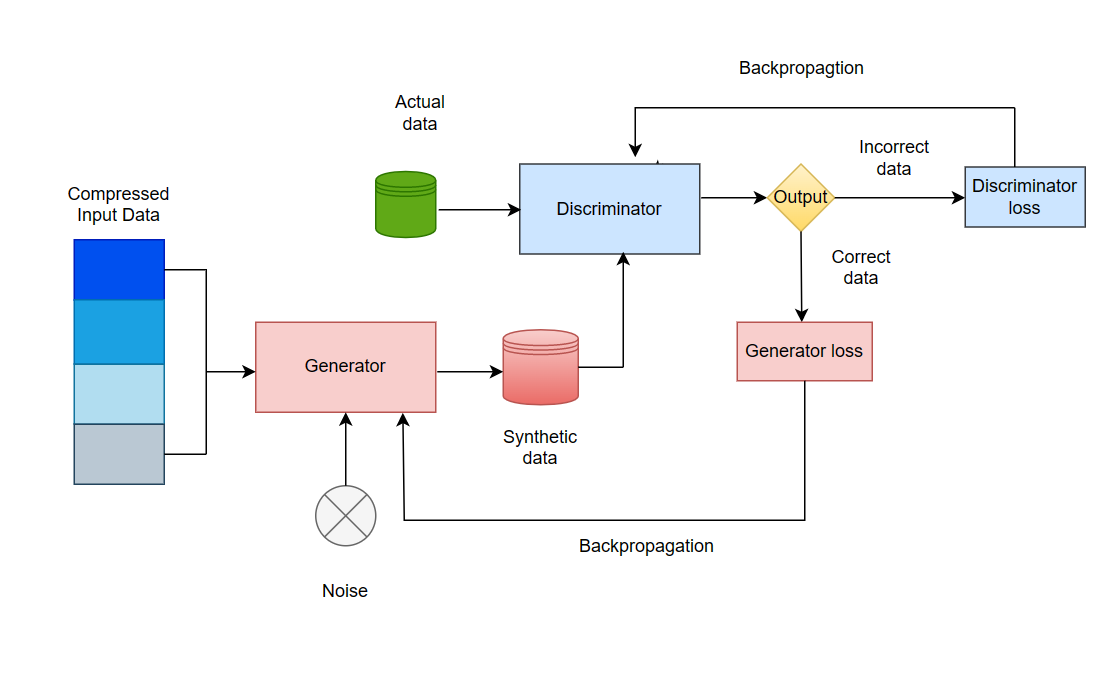 Backpropagtion
Actual
data
Incorrect
data
Compressed
Input Data
Discriminator
Output
Discriminator
loss
Correct
data
Generator
Generator loss
Synthetic
data
Backpropagation
Noise